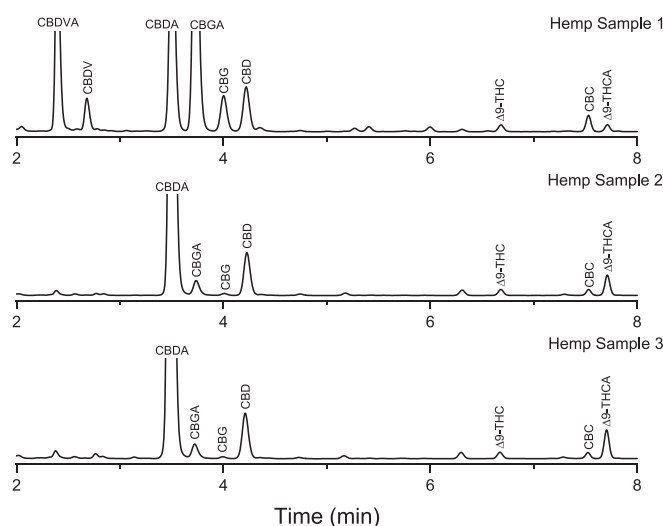 CBDVA
CBDV
CBDA
CBGA
CBG
CBD
Δ9-THC
CBC
Δ9-THCA
Hemp Sample 1
2 4 6 8
Hemp Sample 2
CBDA
CBGA
CBG
CBD
Δ9-THC
CBC
Δ9-THCA
2 4 6 8
Hemp Sample 3
CBDA
CBGA
CBG
CBD
Δ9-THC
CBC
Δ9-THCA
2 4 6 8
Time (min)